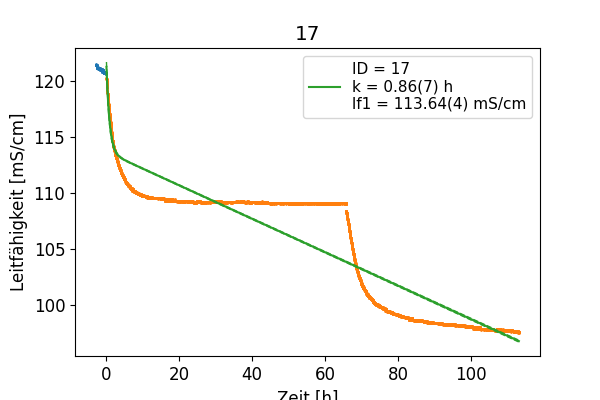 17
ID = 17
k = 0.86(7) h
lf1 = 113.64(4) mS/cm
Leitfähigkeit [mS/cm]
120
115
110
105
100
0 20 40 60 80 100
Zeit [h]